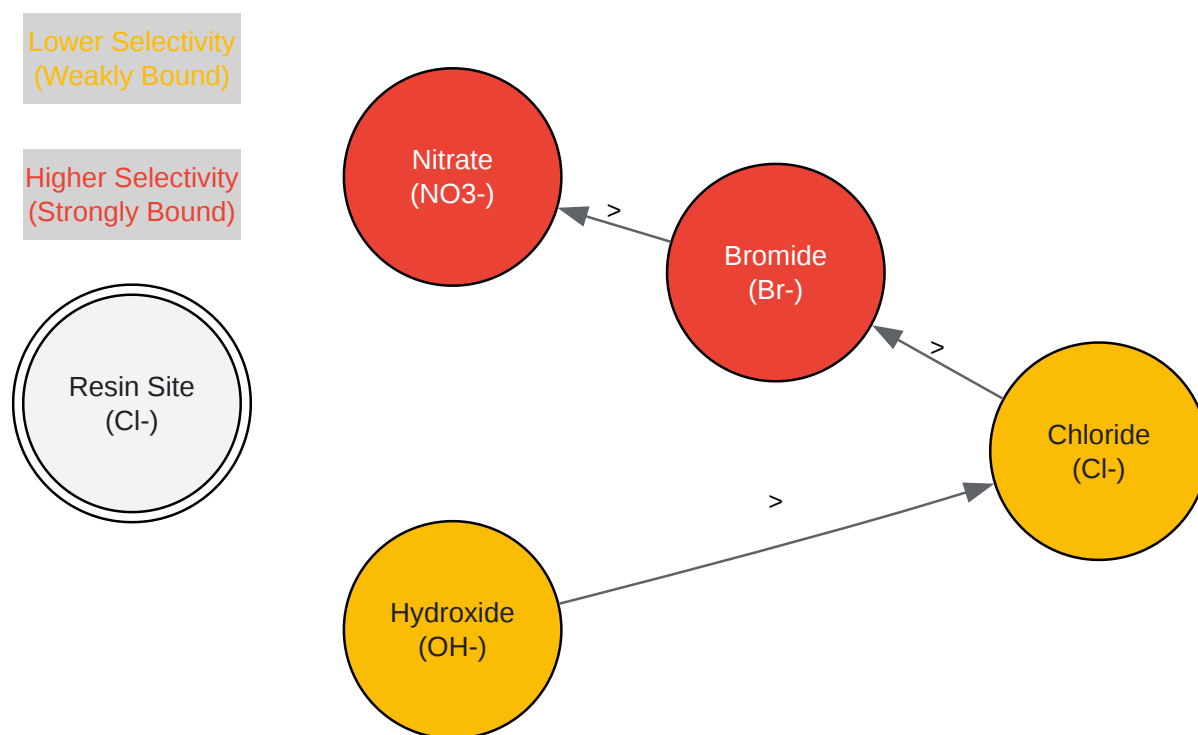 Lower Selectivity
(Weakly Bound)
Higher Selectivity
(Strongly Bound)
Resin Site
(Cl-)
Nitrate
(NO3-)
>
Bromide
(Br-)
>
Chloride
(Cl-)
>
Hydroxide
(OH-)